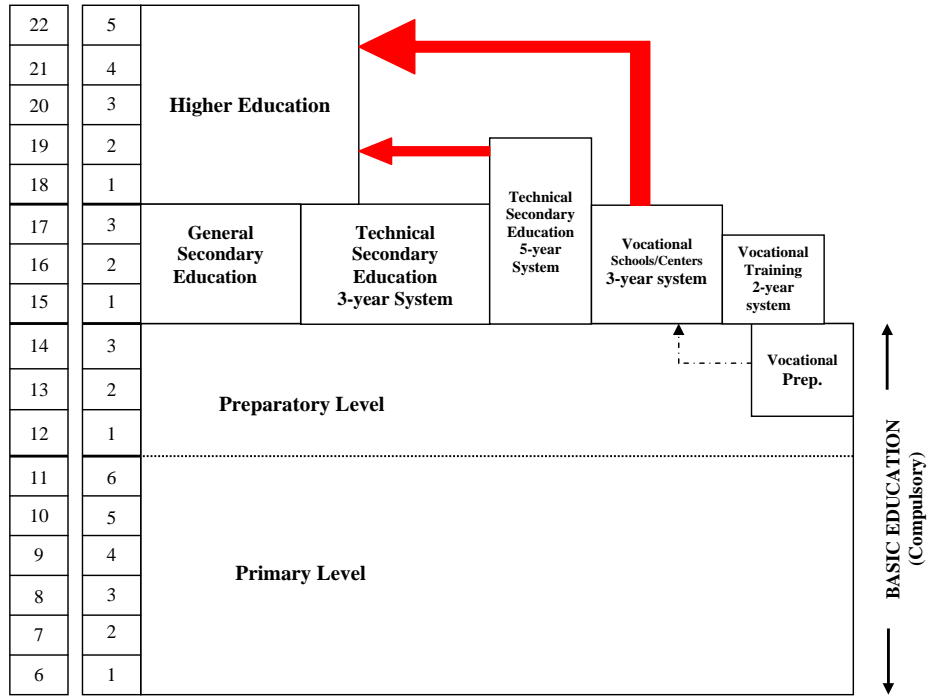 22 5
21 4
20 3
19 2
18 1
17 3
16 2
15 1
14 3
13 2
12 1
11 6
10 5
9 4
8 3
7 2
6 1
Higher Education
General
Secondary
Education
Technical
Secondary
Education
3-year System
Technical
Secondary
Education
5-year
System
Vocational
Schools/Centers
3-year system
Vocational
Training
2-year
system
Vocational
Prep.
Preparatory Level
Primary Level
BASIC EDUCATION
(Compulsory)